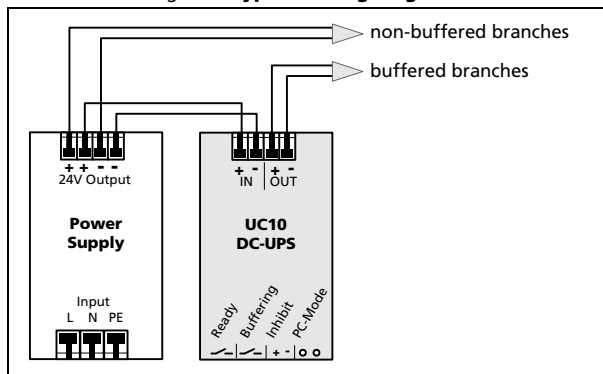 non-buffered branches
buffered branches
+ + - -
24V Output
+ - + -
IN OUT
Power
Supply
UC10
DC-UPS
Input
L N PE
Ready
Buffering
Inhibit
PC-Mode
+ -